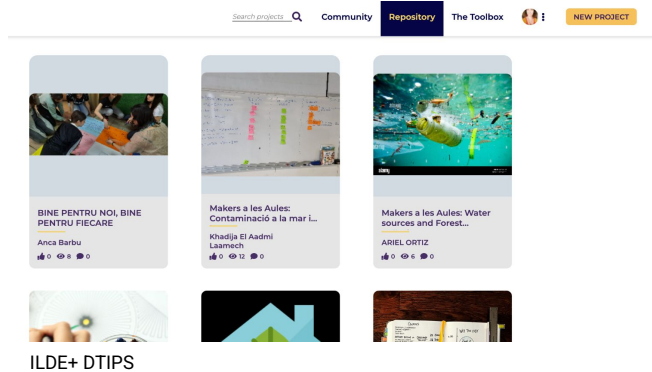 Search projects
Community
Repository
The Toolbox
NEW PROJECT
BINE PENTRU NOI, BINE
PENTRU FIECARE
Anca Barbu
0 8 0
Makers a les Aules:
Contaminació a la mar i...
Khadija El Aadmi
Laamech
0 12 0
alamy
Makers a les Aules: Water
sources and Forest...
ARIEL ORTIZ
0 6 0
ILDE+ DTIPS